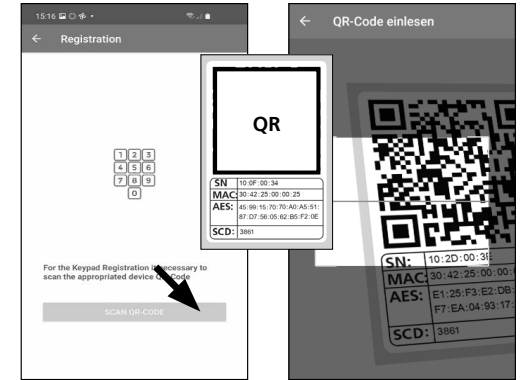 15:16
Registration
1 2 3
4 5 6
7 8 9
0
For the Keypad Registration it necessary to
scan the appropriated device QR-Code
SCAN QR-CODE
QR
SN 10:0F:00:34
MAC: 30:42:25:00:00:25
AES: 45:99:15:70:70:A0:A5:51:
87:D7:56:05:62:B5:F2:0E
SCD: 3861
QR-Code einlesen
SN: 10:2D:00:3E
MAC: 30:42:25:00:00:
AES: E1:25:F3:E2:DB:
F7:EA:04:93:17:
SCD: 3861